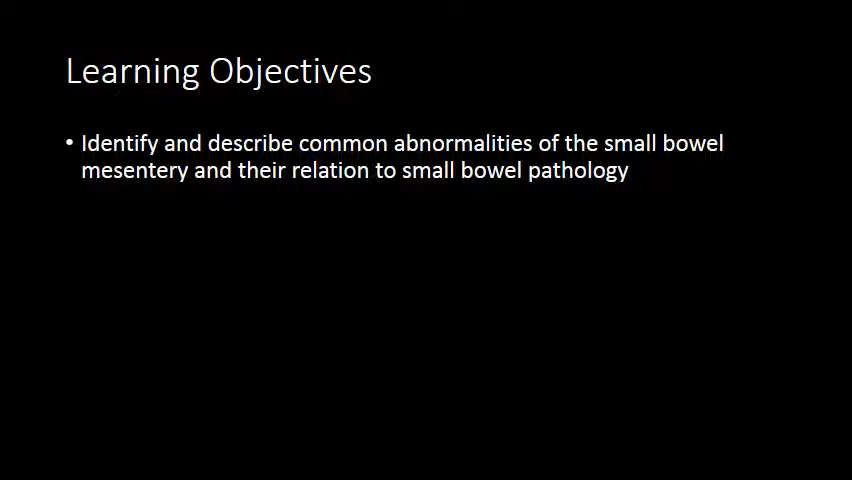 Learning Objectives
• Identify and describe common abnormalities of the small bowel
mesentery and their relation to small bowel pathology